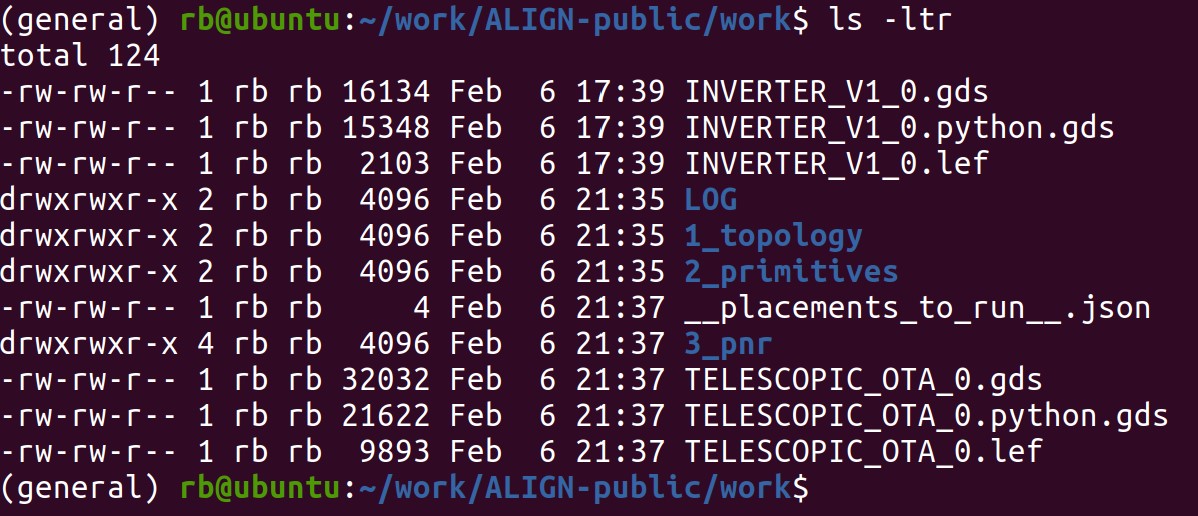 (general) rb@ubuntu:~/work/ALIGN-public/work$ ls -ltr
total 124
-rw-rw-r-- 1 rb rb 16134 Feb  6 17:39 INVERTER_V1_0.gds
-rw-rw-r-- 1 rb rb 15348 Feb  6 17:39 INVERTER_V1_0.python.gds
-rw-rw-r-- 1 rb rb  2103 Feb  6 17:39 INVERTER_V1_0.lef
drwxrwxr-x 2 rb rb  4096 Feb  6 21:35 LOG
drwxrwxr-x 2 rb rb  4096 Feb  6 21:35 1_topology
drwxrwxr-x 2 rb rb  4096 Feb  6 21:35 2_primitives
-rw-rw-r-- 1 rb rb     4 Feb  6 21:37 __placements_to_run__.json
drwxrwxr-x 4 rb rb  4096 Feb  6 21:37 3_pnr
-rw-rw-r-- 1 rb rb 32032 Feb  6 21:37 TELESCOPIC_OTA_0.gds
-rw-rw-r-- 1 rb rb 21622 Feb  6 21:37 TELESCOPIC_OTA_0.python.gds
-rw-rw-r-- 1 rb rb  9893 Feb  6 21:37 TELESCOPIC_OTA_0.lef
(general) rb@ubuntu:~/work/ALIGN-public/work$